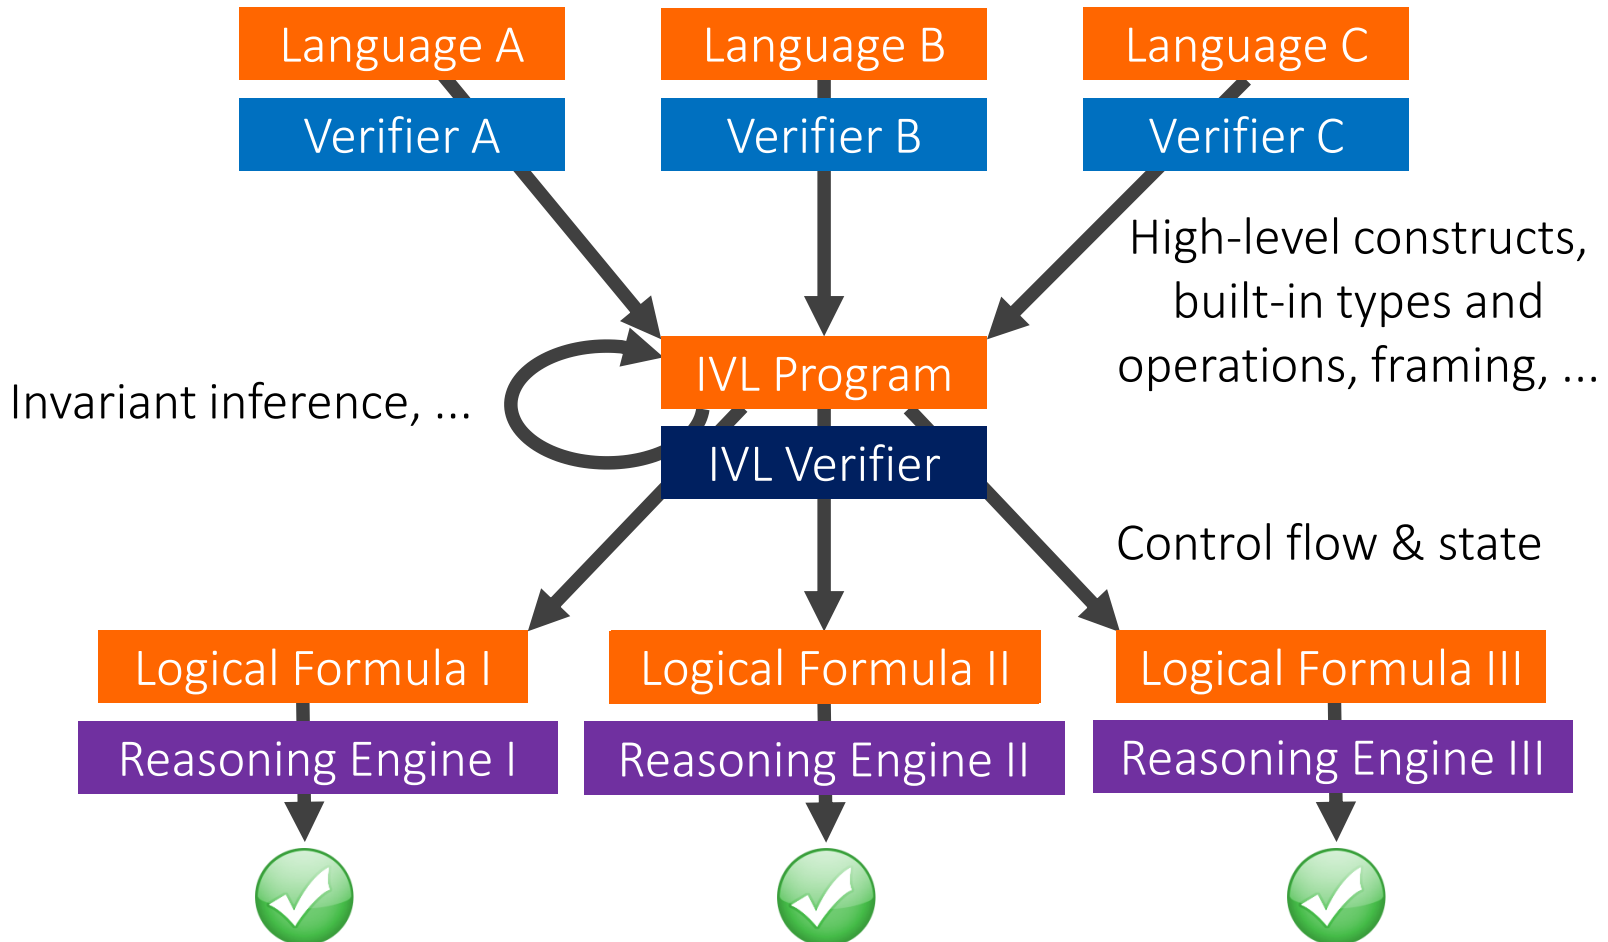 Language A
Language B
Language C
Verifier A
Verifier B
Verifier C
High-level constructs,
built-in types and
operations, framing, ...
IVL Program
Invariant inference, ...
IVL Verifier
Control flow & state
Logical Formula I
Logical Formula II
Logical Formula III
Reasoning Engine I
Reasoning Engine II
Reasoning Engine III